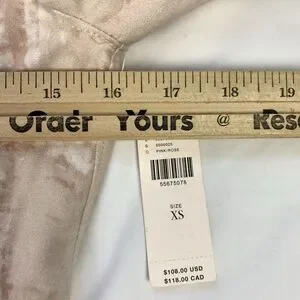 15 16 17 18 19
Order Yours @ Rese
PINK/ROSE
55675076
SIZE
XS
$108.00 USD
$118.00 CAD